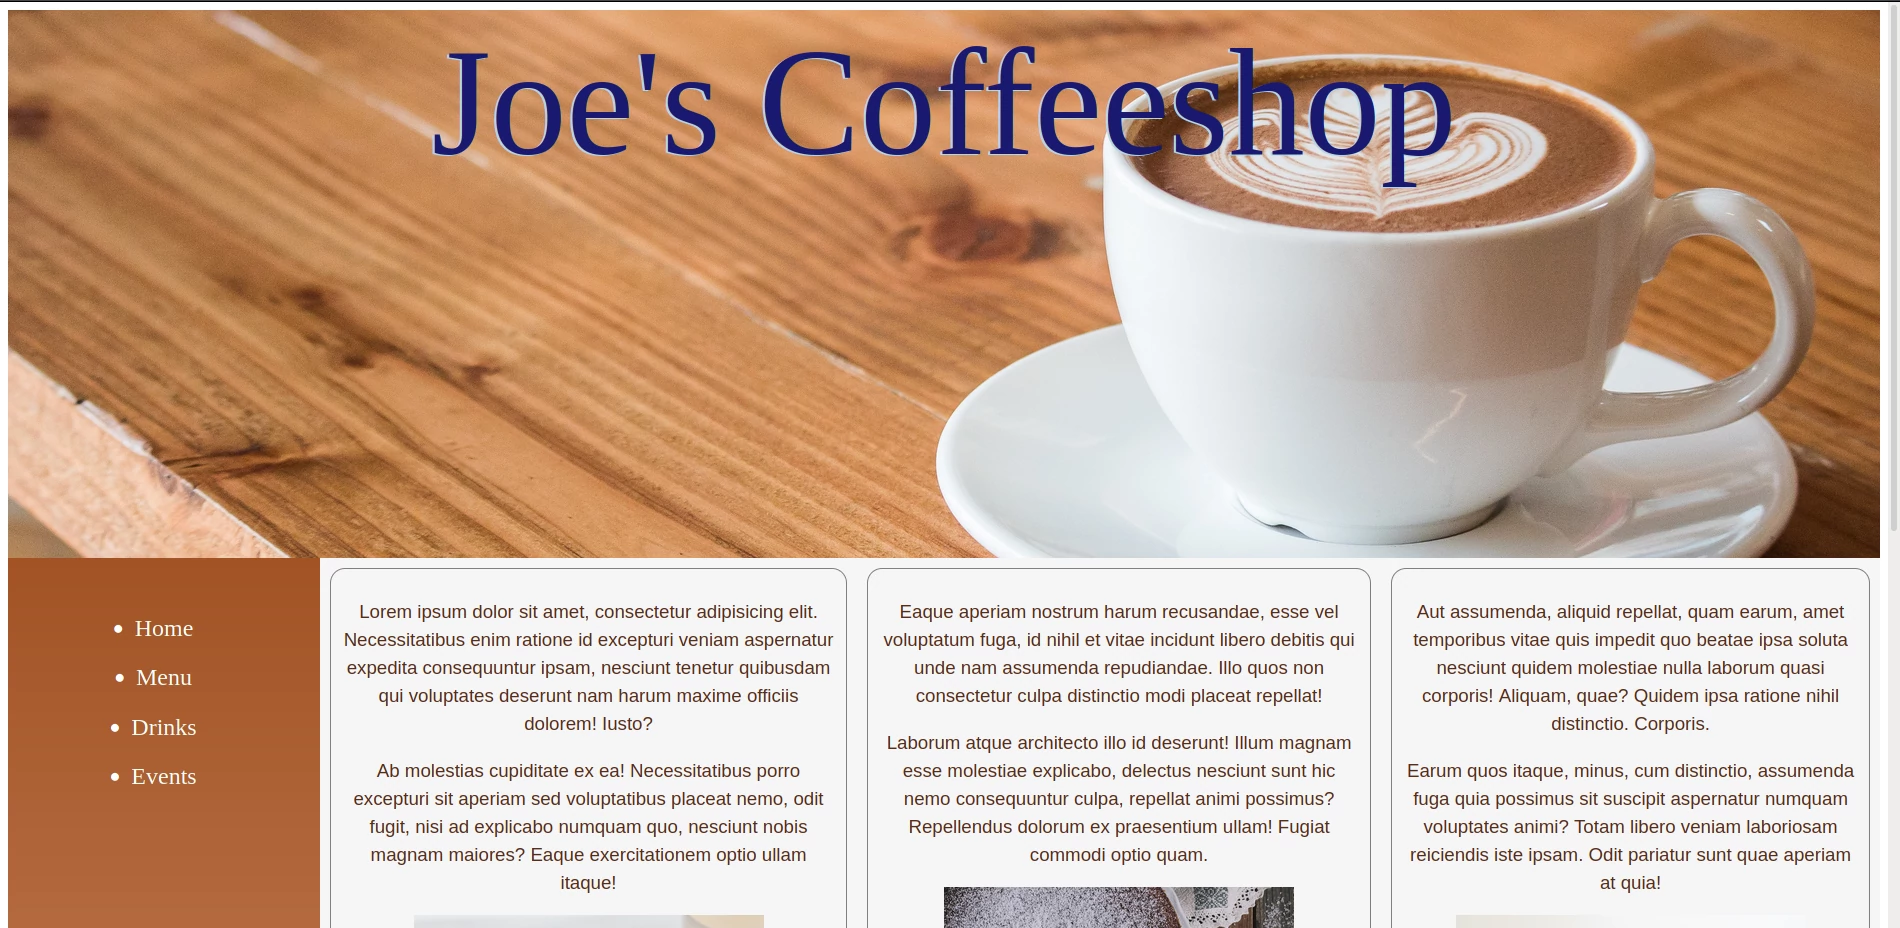 Joe's Coffeeshop
Home
Menu
Drinks
Events
Lorem ipsum dolor sit amet, consectetur adipisicing elit.
Necessitatibus enim ratione id excepturi veniam aspernatur
expedita consequuntur ipsam, nesciunt tenetur quibusdam
qui voluptates deserunt nam harum maxime officiis
dolorem! Iusto?
Ab molestias cupiditate ex ea! Necessitatibus porro
excepturi sit aperiam sed voluptatibus placeat nemo, odit
fugit, nisi ad explicabo numquam quo, nesciunt nobis
magnam maiores? Eaque exercitationem optio ullam
itaque!
Eaque aperiam nostrum harum recusandae, esse vel
voluptatum fuga, id nihil et vitae incidunt libero debitis qui
unde nam assumenda repudiandae. Illo quos non
consectetur culpa distinctio modi placeat repellat!
Laborum atque architecto illo id deserunt! Illum magnam
esse molestiae explicabo, delectus nesciunt sunt hic
nemo consequuntur culpa, repellat animi possimus?
Repellendus dolorum ex praesentium ullam! Fugiat
commodi optio quam.
Aut assumenda, aliquid repellat, quam earum, amet
temporibus vitae quis impedit quo beatae ipsa soluta
nesciunt quidem molestiae nulla laborum quasi
corporis! Aliquam, quae? Quidem ipsa ratione nihil
distinctio. Corporis.
Earum quos itaque, minus, cum distinctio, assumenda
fuga quia possimus sit suscipit aspernatur numquam
voluptates animi? Totam libero veniam laboriosam
reiciendis iste ipsam. Odit pariatur sunt quae aperiam
at quia!